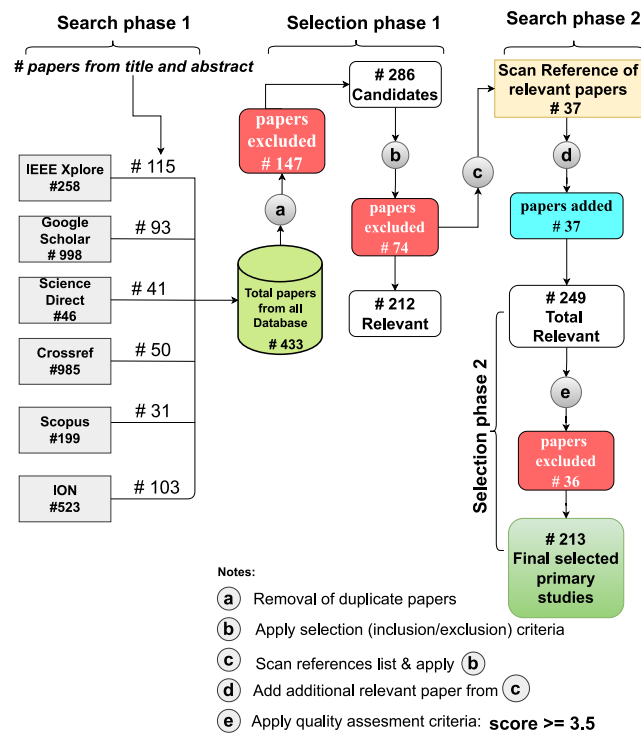 Search phase 1
# papers from title and abstract
IEEE Xplore
#258
# 115
Google
Scholar
# 998
# 93
Science
Direct
#46
# 41
Crossref
#985
# 50
Scopus
#199
# 31
ION
#523
# 103
Selection phase 1
# 286
Candidates
papers
excluded
# 147
a
Total papers
from all
Database
# 433
b
papers
excluded
# 74
# 212
Relevant
c
Search phase 2
Scan Reference of
relevant papers
# 37
d
papers added
# 37
# 249
Total
Relevant
e
Selection phase 2
papers
excluded
# 36
# 213
Final selected
primary
studies
Notes:
a Removal of duplicate papers
b Apply selection (inclusion/exclusion) criteria
c Scan references list & apply b
d Add additional relevant paper from c
e Apply quality assesment criteria: score >= 3.5